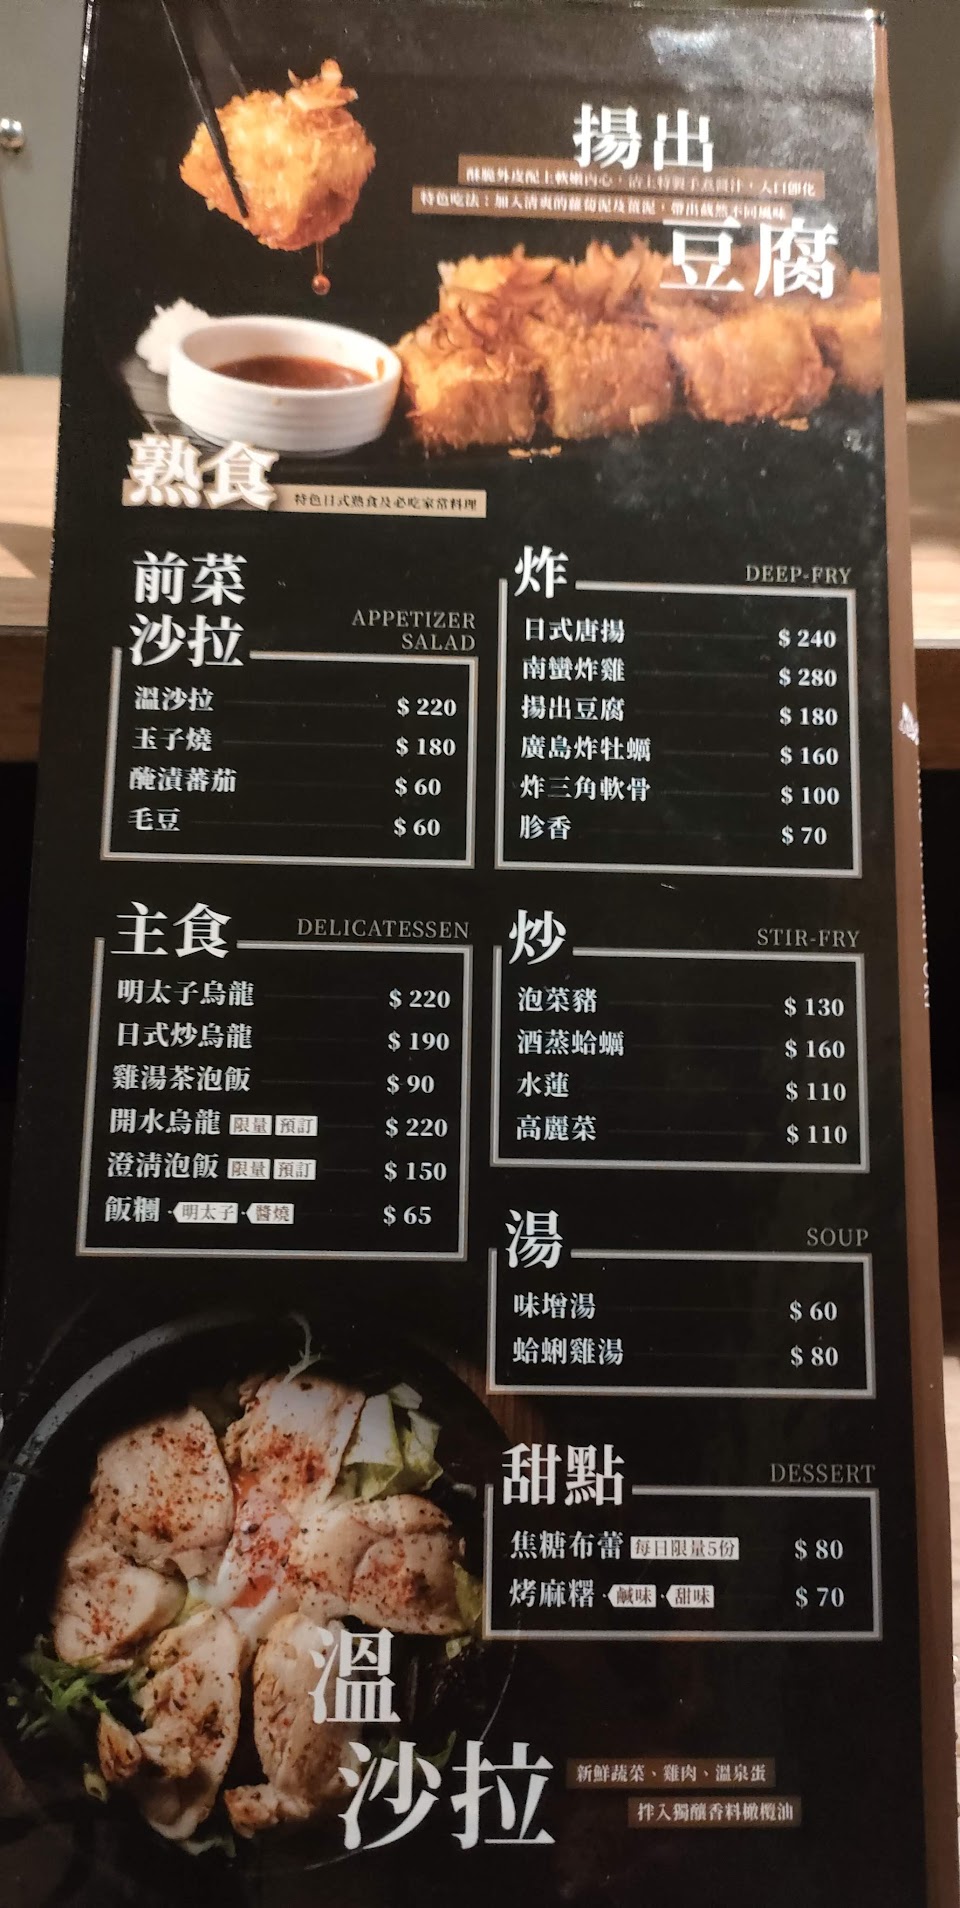 揚出
酥脆外皮配上軟嫩內心，沾上特製手煮醬汁，入口即化
特色吃法：加入清爽的蘿蔔泥及薑泥，帶出截然不同風味
豆腐
熟食 特色日式熟食及必吃家常料理
前菜
沙拉
APPETIZER
SALAD
溫沙拉 $ 220
玉子燒 $ 180
醃漬蕃茄 $ 60
毛豆 $ 60
炸 DEEP-FRY
日式唐揚 $ 240
南蠻炸雞 $ 280
揚出豆腐 $ 180
廣島炸牡蠣 $ 160
炸三角軟骨 $ 100
胗香 $ 70
主食 DELICATESSEN
明太子烏龍 $ 220
日式炒烏龍 $ 190
雞湯茶泡飯 $ 90
開水烏龍 限量 預訂 $ 220
澄清泡飯 限量 預訂 $ 150
飯糰·明太子·醬燒 $ 65
炒 STIR-FRY
泡菜豬 $ 130
酒蒸蛤蠣 $ 160
水蓮 $ 110
高麗菜 $ 110
湯 SOUP
味增湯 $ 60
蛤蜊雞湯 $ 80
甜點 DESSERT
焦糖布蕾 每日限量5份 $ 80
烤麻糬·鹹味·甜味 $ 70
溫
沙拉
新鮮蔬菜、雞肉、溫泉蛋
拌入獨釀香料橄欖油